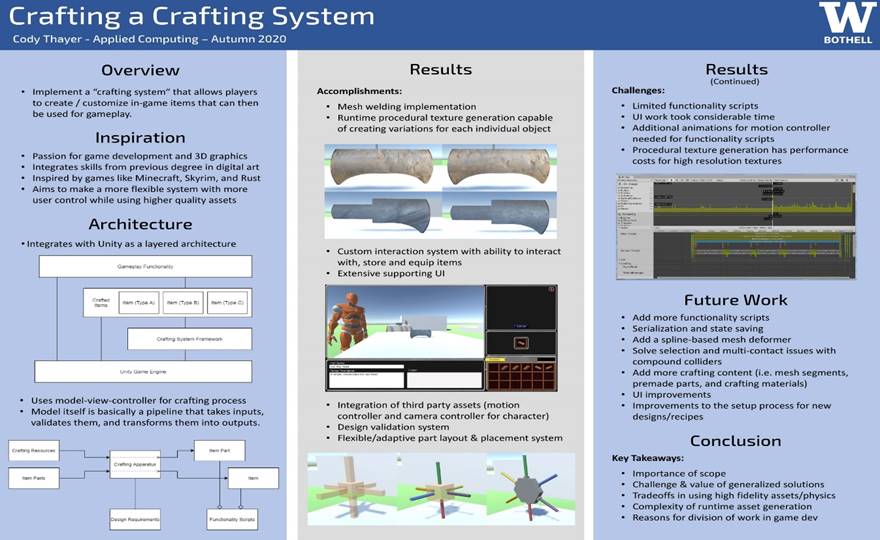 Crafting a Crafting System
Cody Thayer - Applied Computing – Autumn 2020
W
BOTHELL
Overview
• Implement a “crafting system” that allows players
to create / customize in-game items that can then
be used for gameplay.
Inspiration
• Passion for game development and 3D graphics
• Integrates skills from previous degree in digital art
• Inspired by games like Minecraft, Skyrim, and Rust
• Aims to make a more flexible system with more
user control while using higher quality assets
Architecture
• Integrates with Unity as a layered architecture
Gameplay Functionality
Crafted
Items
Item (Type A)
Item (Type B)
Item (Type C)
Crafting System Framework
Unity Game Engine
• Uses model-view-controller for crafting process
• Model itself is basically a pipeline that takes inputs,
validates them, and transforms them into outputs.
Crafting Resources
Item Part
Crafting Apparatus
Item Parts
Item
Design Requirements
Functionality Scripts
Results
Accomplishments:
• Mesh welding implementation
• Runtime procedural texture generation capable
of creating variations for each individual object
• Custom interaction system with ability to interact
with, store and equip items
• Extensive supporting UI
• Integration of third party assets (motion
controller and camera controller for character)
• Design validation system
• Flexible/adaptive part layout & placement system
Results
(Continued)
Challenges:
• Limited functionality scripts
• UI work took considerable time
• Additional animations for motion controller
needed for functionality scripts
• Procedural texture generation has performance
costs for high resolution textures
Future Work
• Add more functionality scripts
• Serialization and state saving
• Add a spline-based mesh deformer
• Solve selection and multi-contact issues with
compound colliders
• Add more crafting content (i.e. mesh segments,
premade parts, and crafting materials)
• UI improvements
• Improvements to the setup process for new
designs/recipes
Conclusion
Key Takeaways:
• Importance of scope
• Challenge & value of generalized solutions
• Tradeoffs in using high fidelity assets/physics
• Complexity of runtime asset generation
• Reasons for division of work in game dev